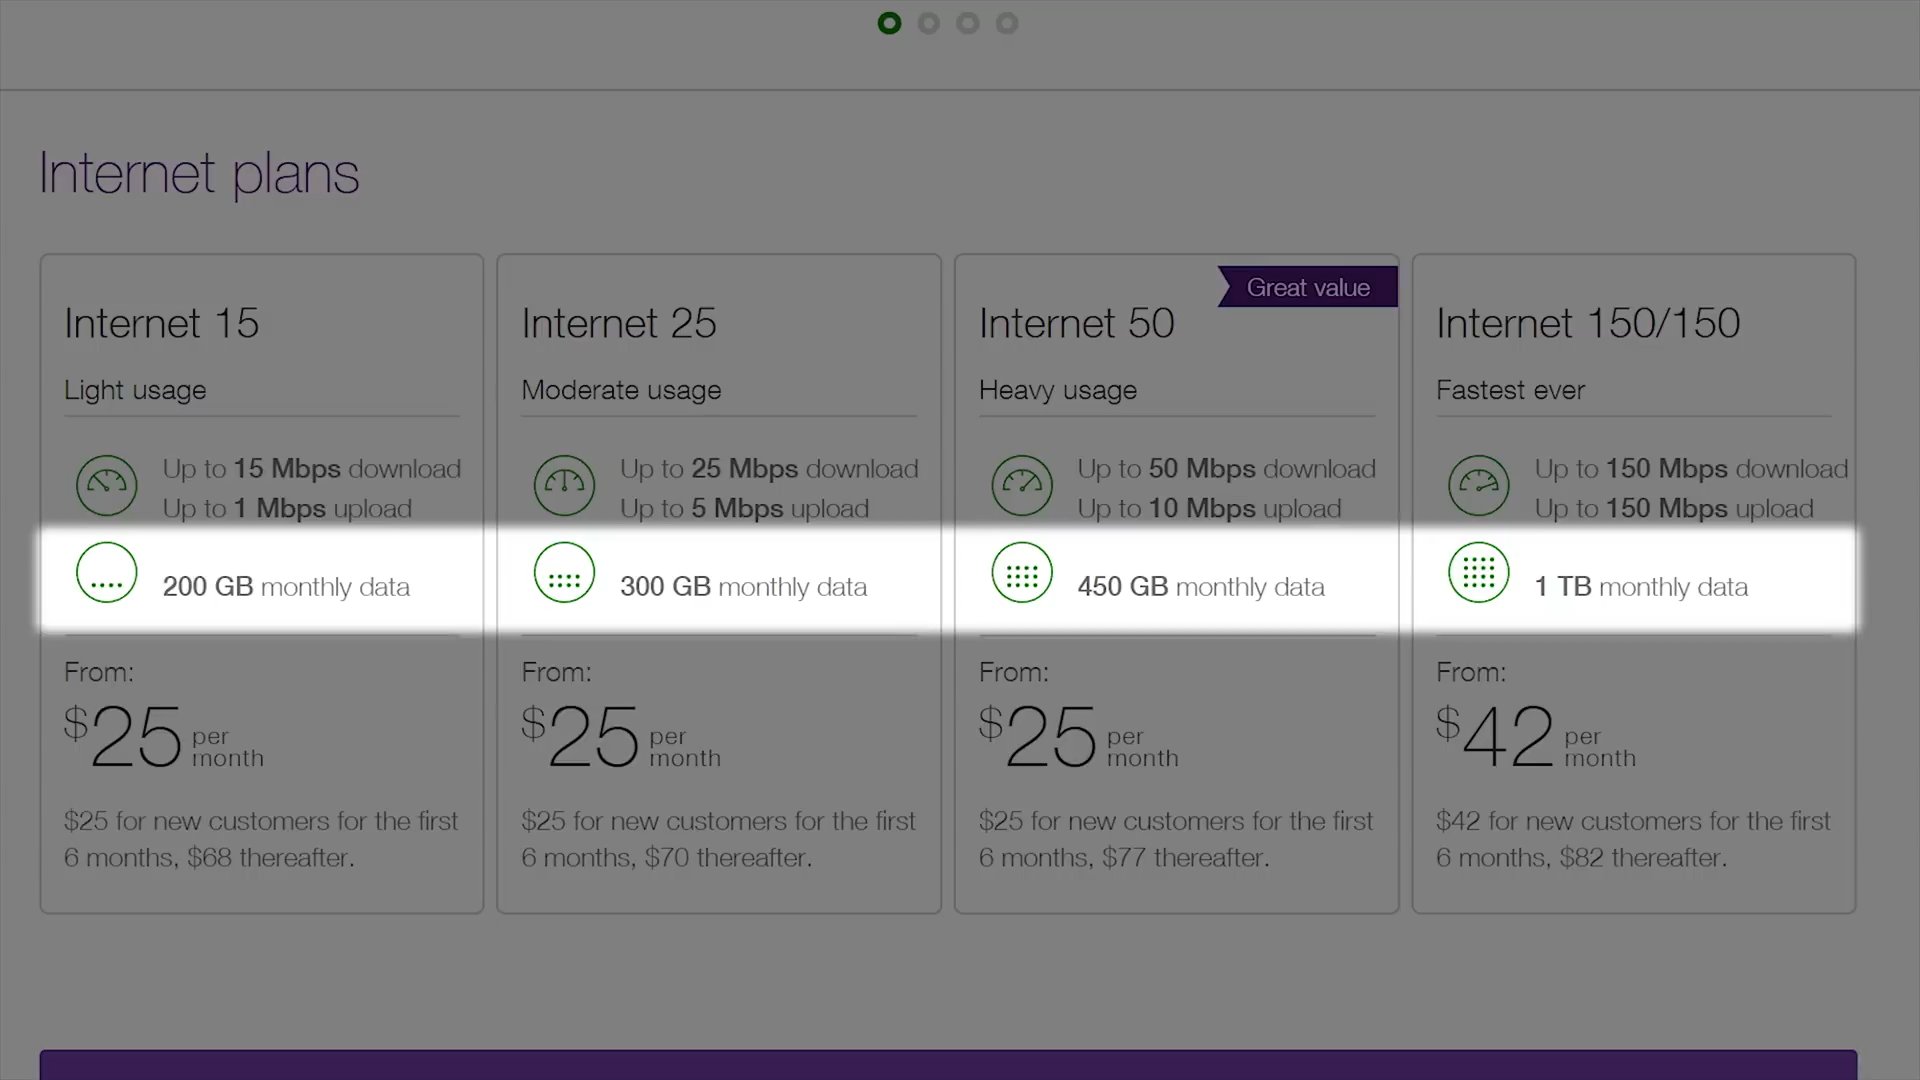 Internet plans
Internet 15
Light usage
Up to 15 Mbps download
Up to 1 Mbps upload
200 GB monthly data
From:
$25 per month
$25 for new customers for the first
6 months, $68 thereafter.
Internet 25
Moderate usage
Up to 25 Mbps download
Up to 5 Mbps upload
300 GB monthly data
From:
$25 per month
$25 for new customers for the first
6 months, $70 thereafter.
Great value
Internet 50
Heavy usage
Up to 50 Mbps download
Up to 10 Mbps upload
450 GB monthly data
From:
$25 per month
$25 for new customers for the first
6 months, $77 thereafter.
Internet 150/150
Fastest ever
Up to 150 Mbps download
Up to 150 Mbps upload
1 TB monthly data
From:
$42 per month
$42 for new customers for the first
6 months, $82 thereafter.